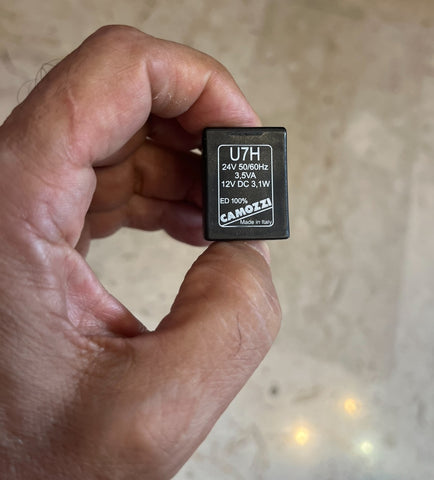 U7H
24V 50/60Hz
3,5VA
12V DC 3,1W
ED 100%
CAMOZZI
Made in Italy